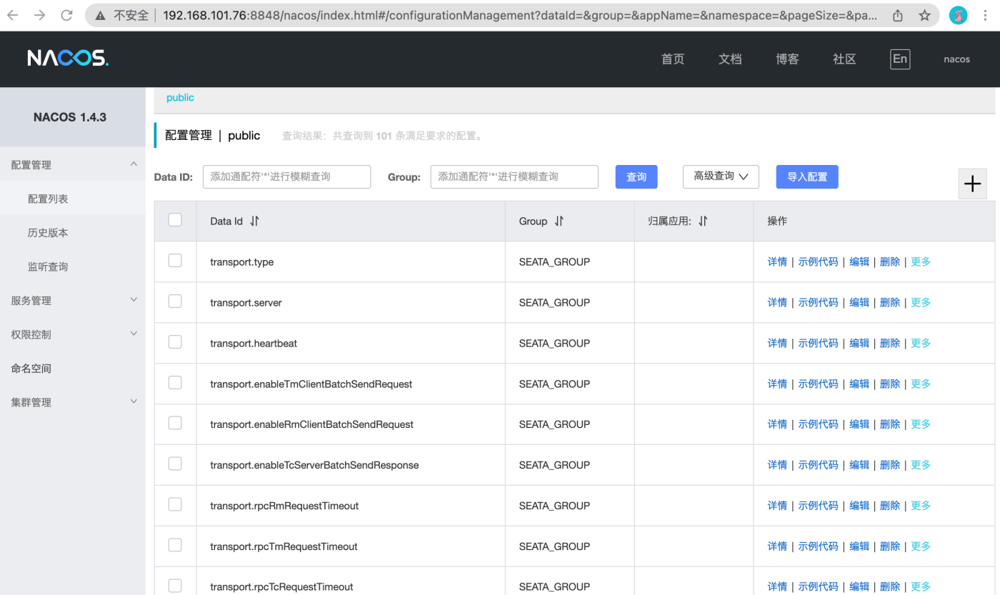 不安全 192.168.101.76:8848/nacos/index.html#/configurationManagement?dataId=&group=&appName=&namespace=&pageSize=&pa...
NACOS.
首页 文档 博客 社区 En nacos
public
NACOS 1.4.3
配置管理 | public 查询结果：共查询到 101 条满足要求的配置。
配置管理
Data ID: 添加通配符'*'进行模糊查询 Group: 添加通配符'*'进行模糊查询 查询 高级查询 导入配置
配置列表
历史版本
监听查询
服务管理
权限控制
命名空间
集群管理
Data Id Group 归属应用: 操作
transport.type SEATA_GROUP 详情 | 示例代码 | 编辑 | 删除 | 更多
transport.server SEATA_GROUP 详情 | 示例代码 | 编辑 | 删除 | 更多
transport.heartbeat SEATA_GROUP 详情 | 示例代码 | 编辑 | 删除 | 更多
transport.enableTmClientBatchSendRequest SEATA_GROUP 详情 | 示例代码 | 编辑 | 删除 | 更多
transport.enableRmClientBatchSendRequest SEATA_GROUP 详情 | 示例代码 | 编辑 | 删除 | 更多
transport.enableTcServerBatchSendResponse SEATA_GROUP 详情 | 示例代码 | 编辑 | 删除 | 更多
transport.rpcRmRequestTimeout SEATA_GROUP 详情 | 示例代码 | 编辑 | 删除 | 更多
transport.rpcTmRequestTimeout SEATA_GROUP 详情 | 示例代码 | 编辑 | 删除 | 更多
transport.rpcTcRequestTimeout SEATA_GROUP 详情 | 示例代码 | 编辑 | 删除 | 更多